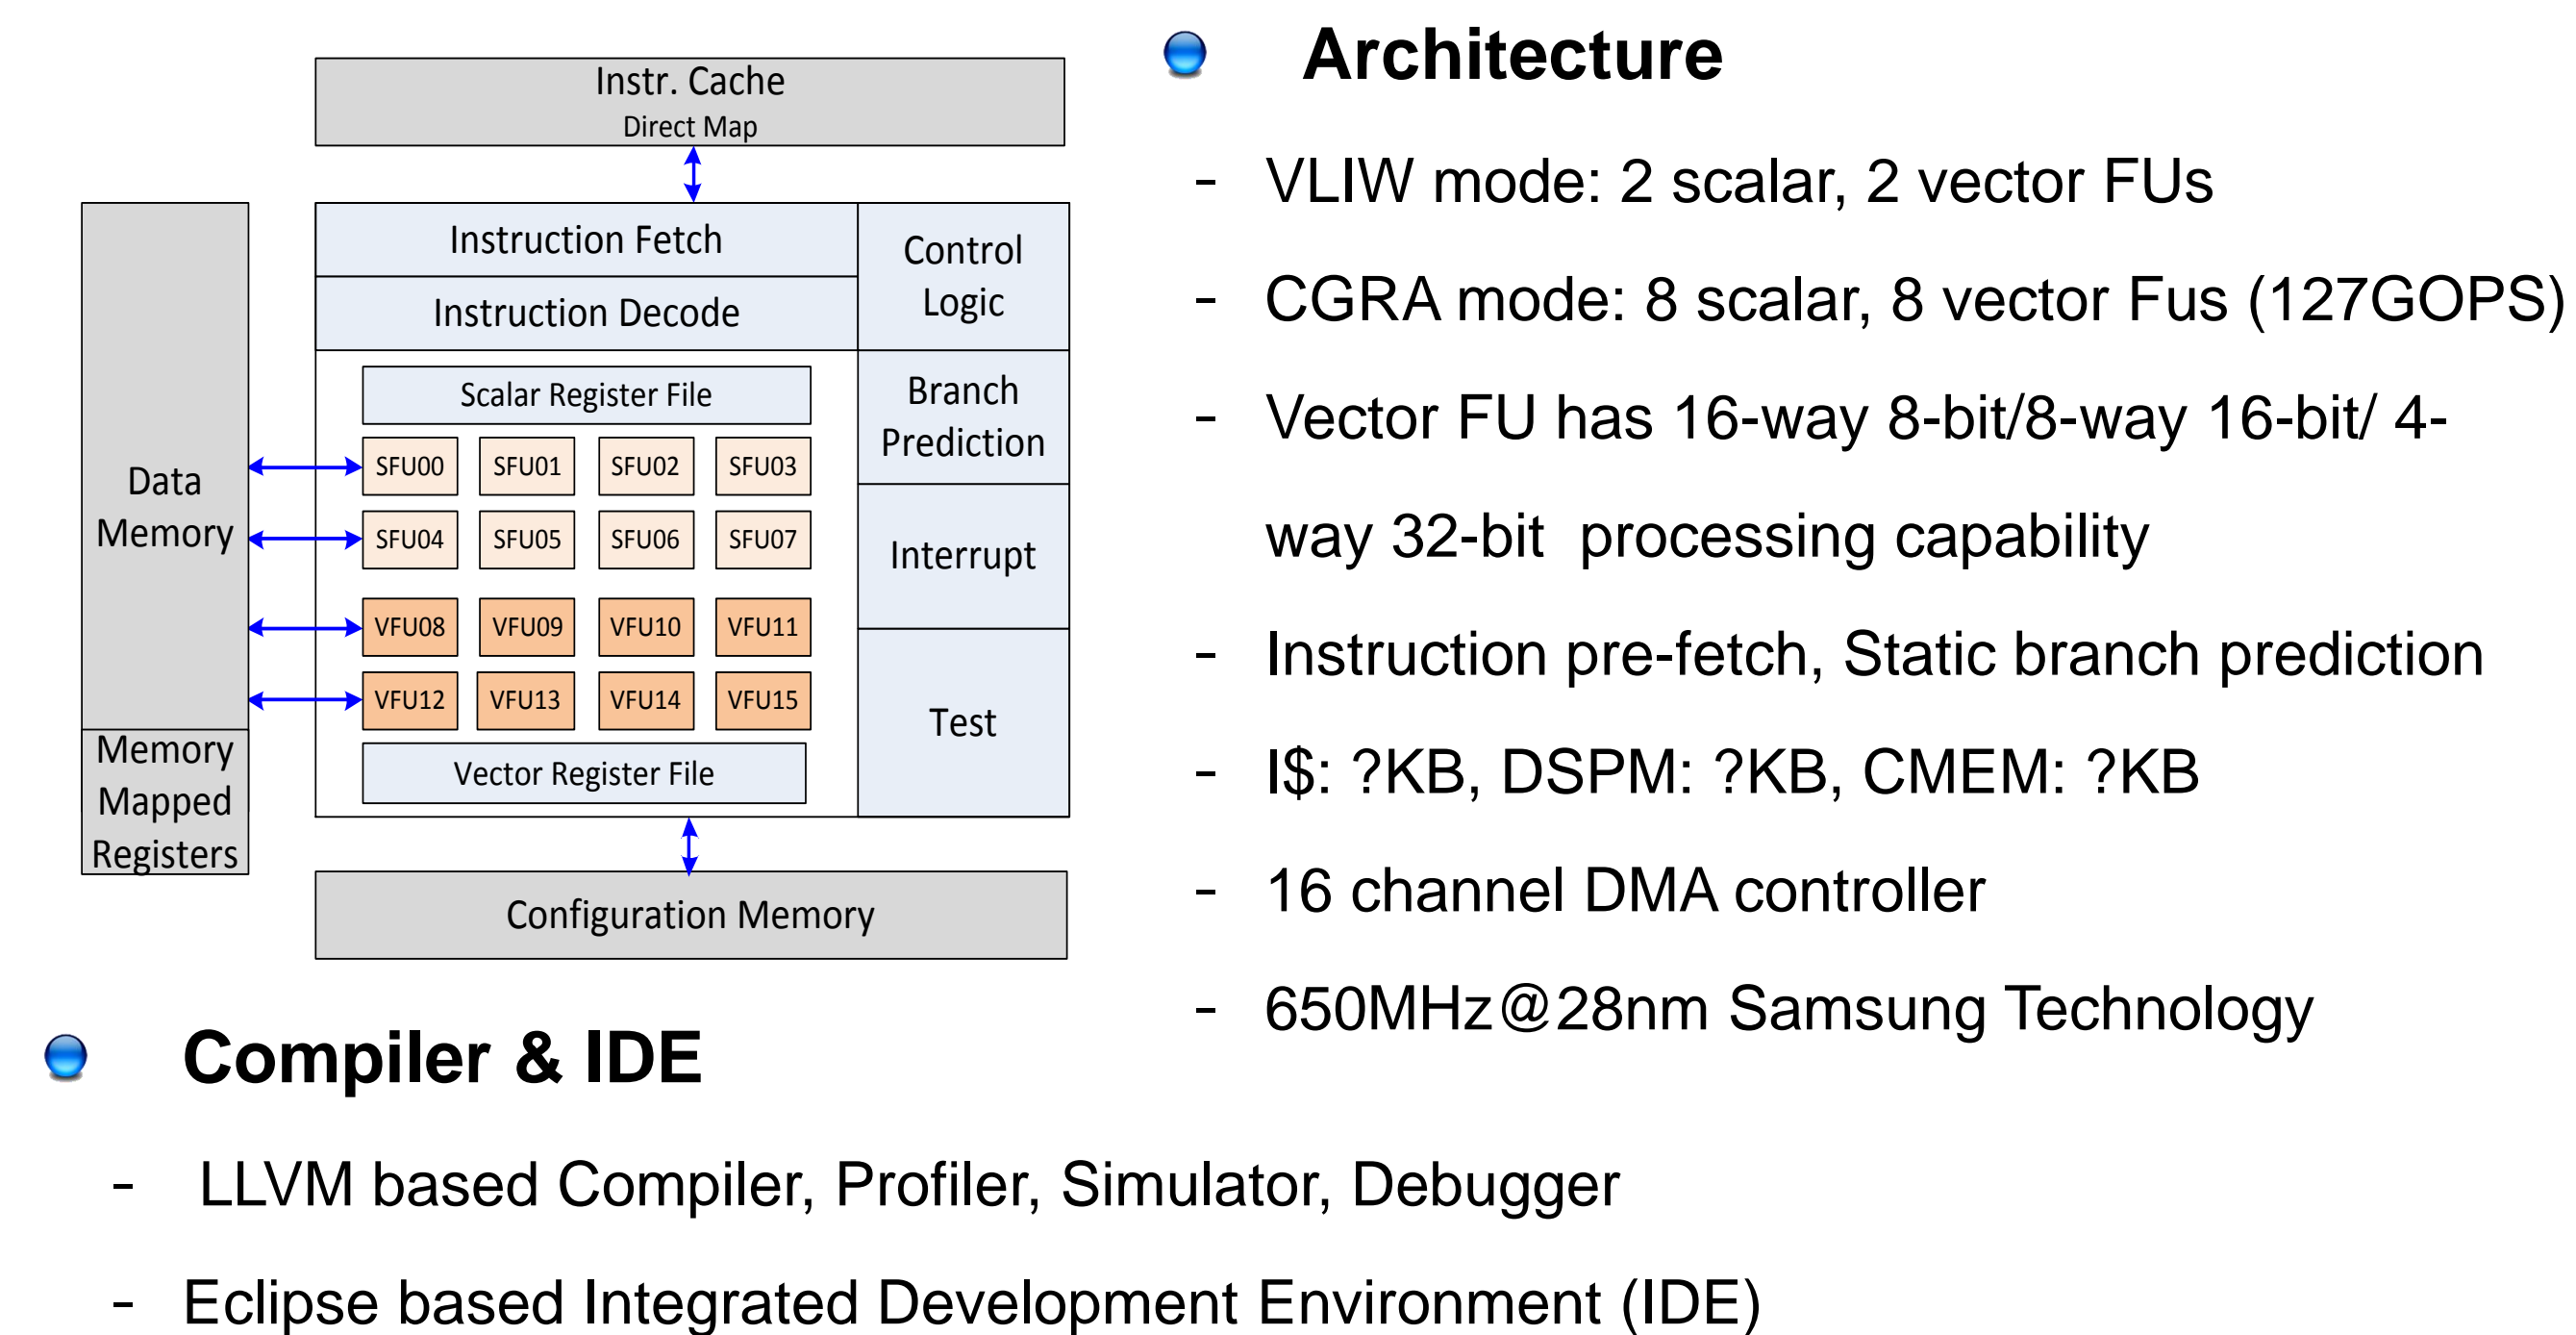 Instr. Cache
Direct Map
Instruction Fetch
Instruction Decode
Control
Logic
Branch
Prediction
Interrupt
Test
Scalar Register File
SFU00 SFU01 SFU02 SFU03
SFU04 SFU05 SFU06 SFU07
VFU08 VFU09 VFU10 VFU11
VFU12 VFU13 VFU14 VFU15
Vector Register File
Data
Memory
Memory
Mapped
Registers
Configuration Memory
Architecture
- VLIW mode: 2 scalar, 2 vector FUs
- CGRA mode: 8 scalar, 8 vector Fus (127GOPS)
- Vector FU has 16-way 8-bit/8-way 16-bit/ 4-
way 32-bit processing capability
- Instruction pre-fetch, Static branch prediction
- I$: ?KB, DSPM: ?KB, CMEM: ?KB
- 16 channel DMA controller
- 650MHz@28nm Samsung Technology
Compiler & IDE
- LLVM based Compiler, Profiler, Simulator, Debugger
- Eclipse based Integrated Development Environment (IDE)